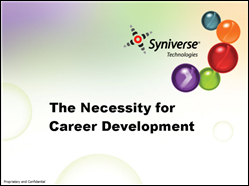 Syniverse®
Technologies
The Necessity for
Career Development
Proprietary and Confidential